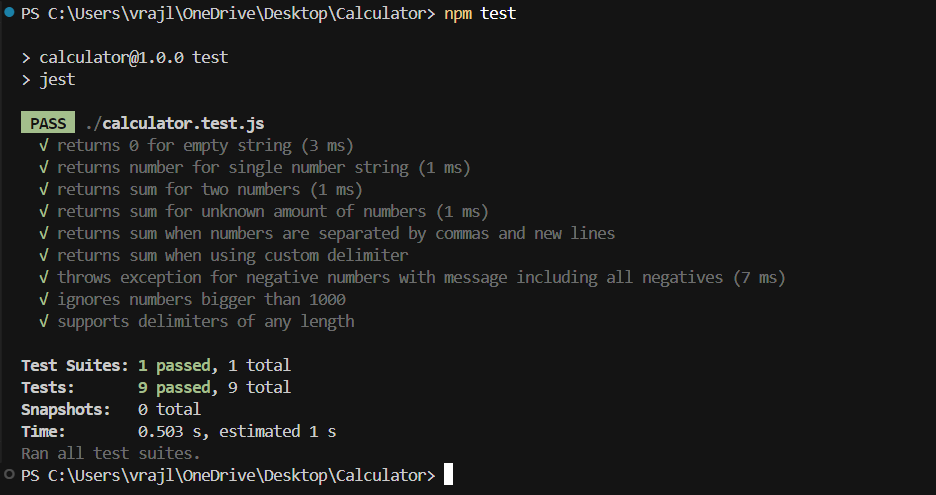 PS C:\Users\vrajl\OneDrive\Desktop\Calculator> npm test
> calculator@1.0.0 test
> jest
PASS ./calculator.test.js
√ returns 0 for empty string (3 ms)
√ returns number for single number string (1 ms)
√ returns sum for two numbers (1 ms)
√ returns sum for unknown amount of numbers (1 ms)
√ returns sum when numbers are separated by commas and new lines
√ returns sum when using custom delimiter
√ throws exception for negative numbers with message including all negatives (7 ms)
√ ignores numbers bigger than 1000
√ supports delimiters of any length
Test Suites: 1 passed, 1 total
Tests: 9 passed, 9 total
Snapshots: 0 total
Time: 0.503 s, estimated 1 s
Ran all test suites.
PS C:\Users\vrajl\OneDrive\Desktop\Calculator>